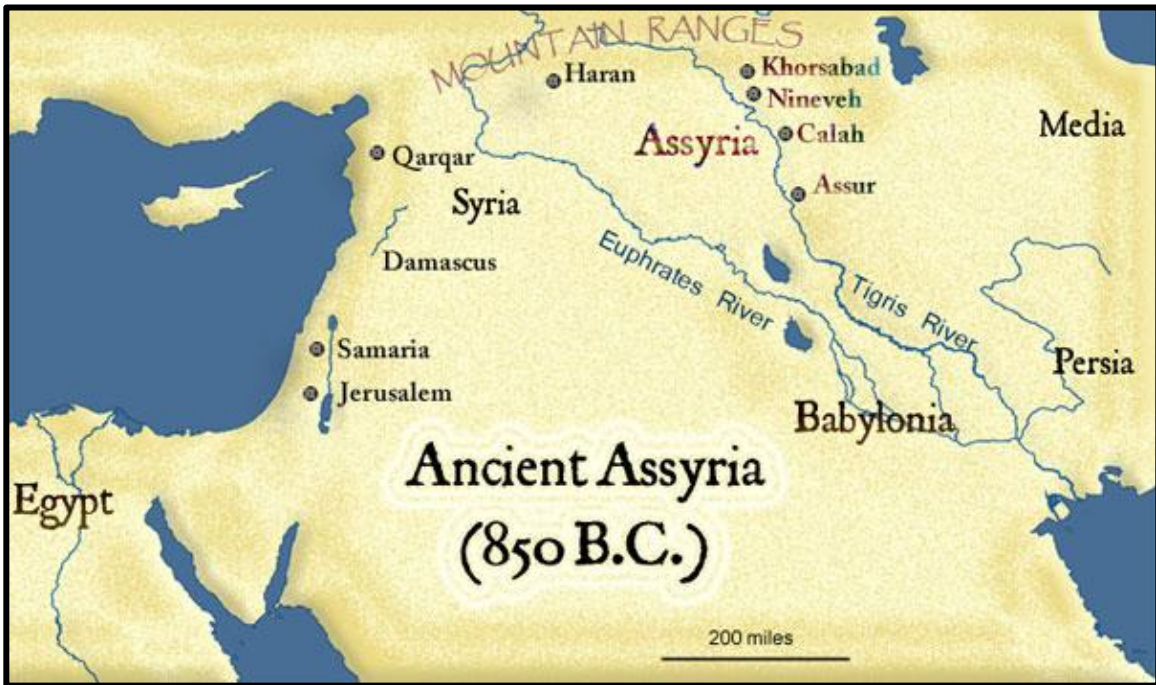 MOUNTAIN RANGES
Haran
Khorsabad
Nineveh
Media
Assyria
Calah
Qarqar
Assur
Syria
Damascus
Euphrates River
Tigris River
Samaria
Persia
Jerusalem
Babylonia
Ancient Assyria
(850 B.C.)
Egypt
200 miles